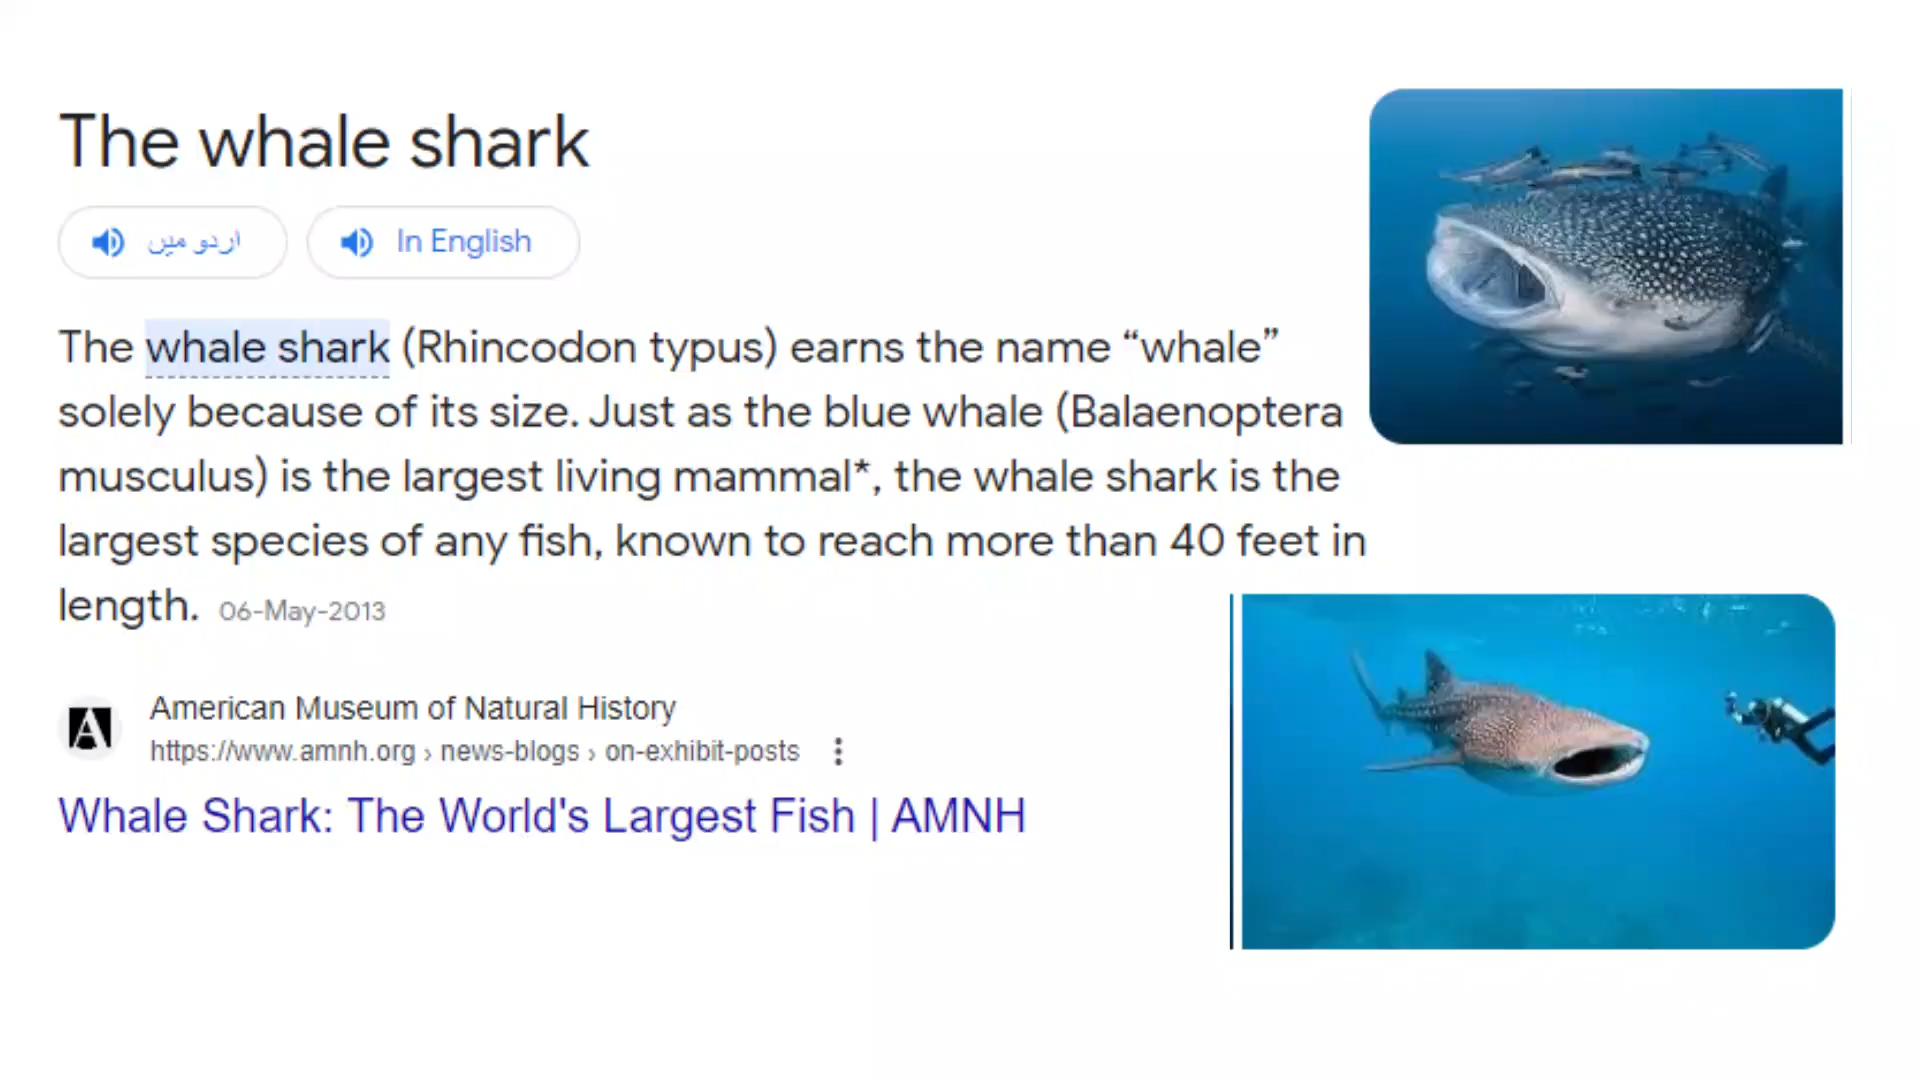 The whale shark
اردو میں
In English
The whale shark (Rhincodon typus) earns the name “whale”
solely because of its size. Just as the blue whale (Balaenoptera
musculus) is the largest living mammal*, the whale shark is the
largest species of any fish, known to reach more than 40 feet in
length. 06-May-2013
A
American Museum of Natural History
https://www.amnh.org › news-blogs › on-exhibit-posts
Whale Shark: The World's Largest Fish | AMNH